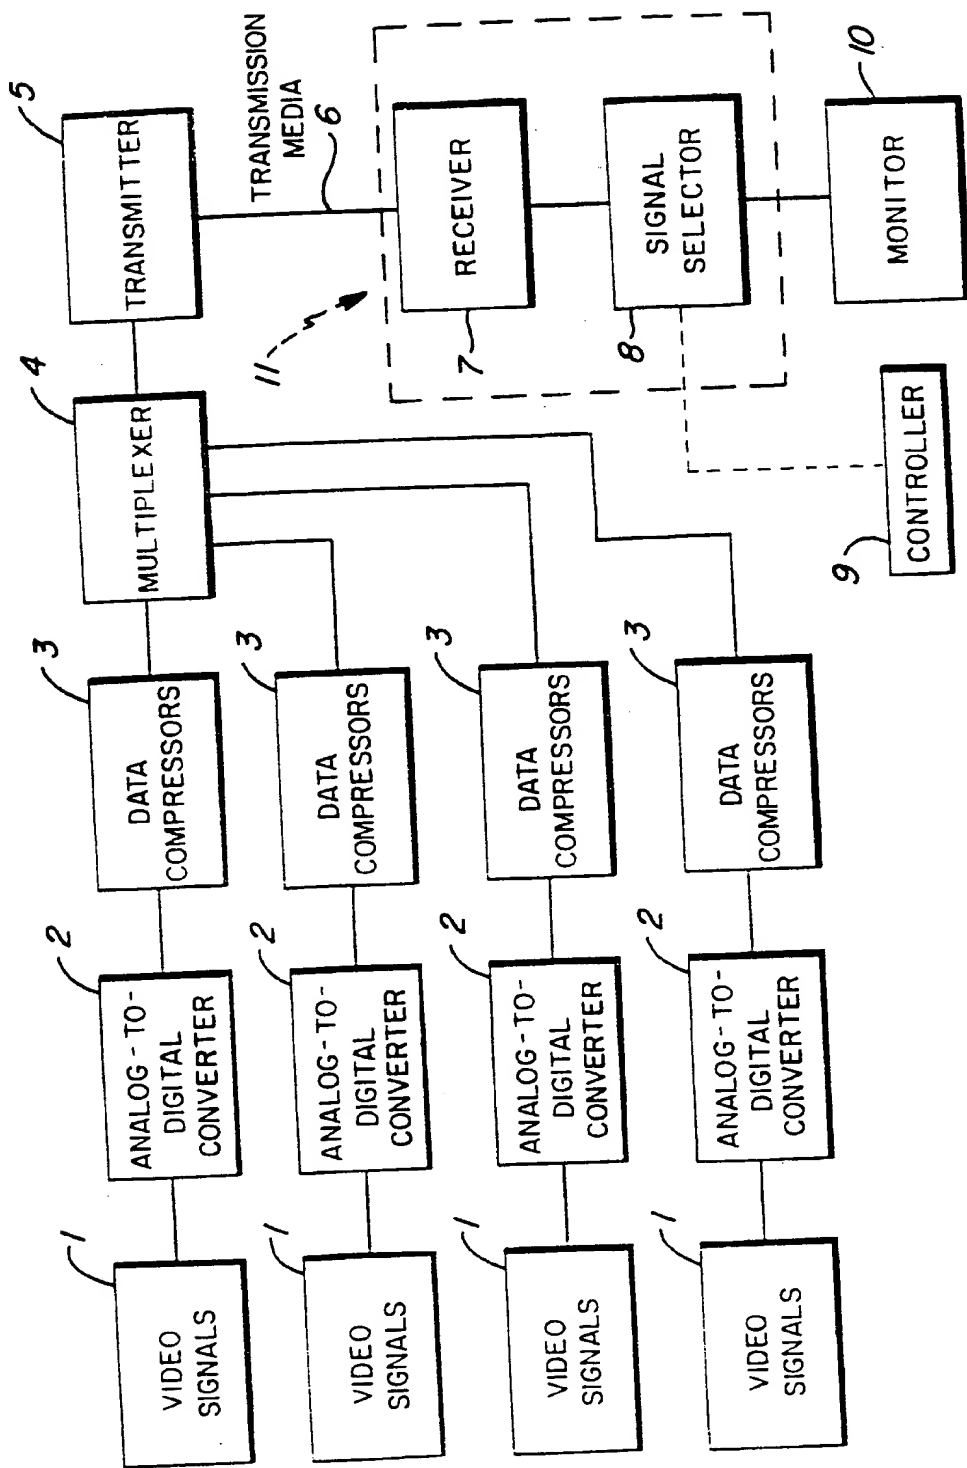 1
VIDEO
SIGNALS
2
ANALOG-TO-
DIGITAL
CONVERTER
3
DATA
COMPRESSORS
4
MULTIPLEXER
5
TRANSMITTER
1
VIDEO
SIGNALS
2
ANALOG-TO-
DIGITAL
CONVERTER
3
DATA
COMPRESSORS
1
VIDEO
SIGNALS
2
ANALOG-TO-
DIGITAL
CONVERTER
3
DATA
COMPRESSORS
1
VIDEO
SIGNALS
2
ANALOG-TO-
DIGITAL
CONVERTER
3
DATA
COMPRESSORS
TRANSMISSION
MEDIA
6
11
RECEIVER
7
SIGNAL
SELECTOR
8
9
CONTROLLER
10
MONITOR